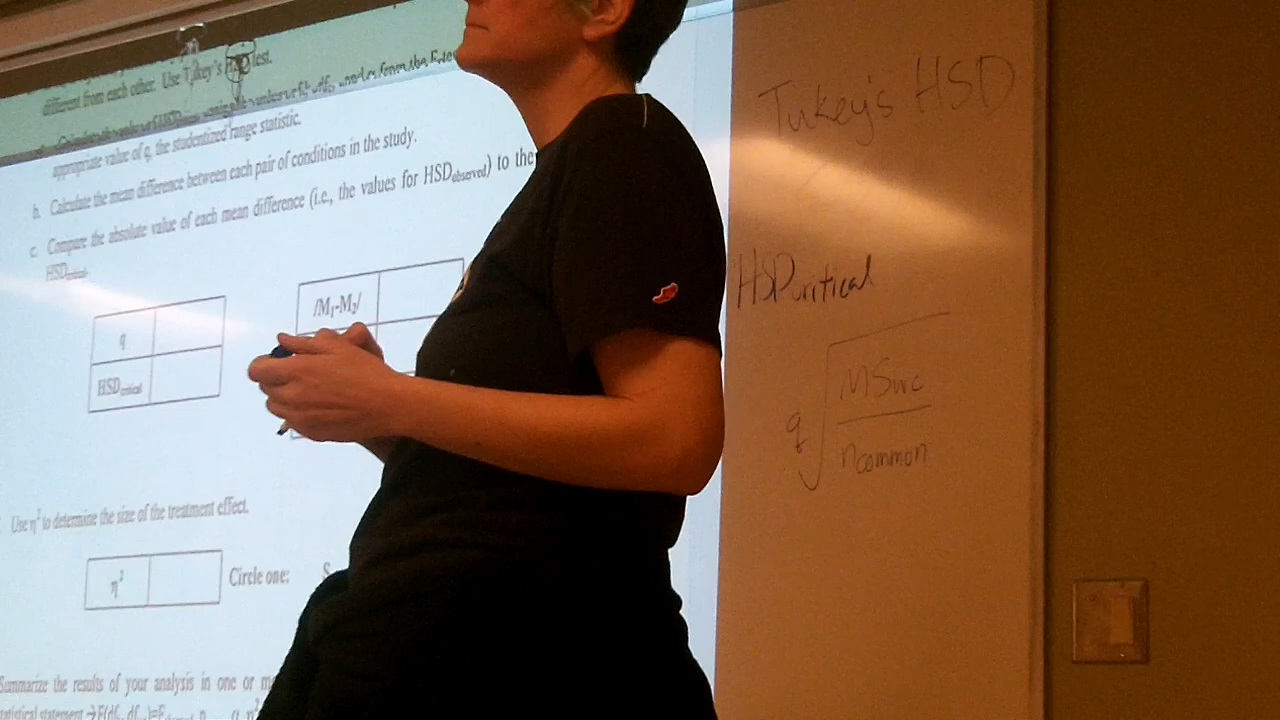 different from each other. Use Tukey's HSD test.
appropriate value of q, the studentized range statistic.
b. Calculate the mean difference between each pair of conditions in the study.
c. Compare the absolute value of each mean difference (i.e., the values for HSDobserved) to the
HSDcritical.
q
HSDcritical
/M1-M2/
Use η² to determine the size of the treatment effect.
η² Circle one: S
Summarize the results of your analysis in one or
statistical statement
Tukey's HSD
HSDcritical
q √ MSwc
ncommon